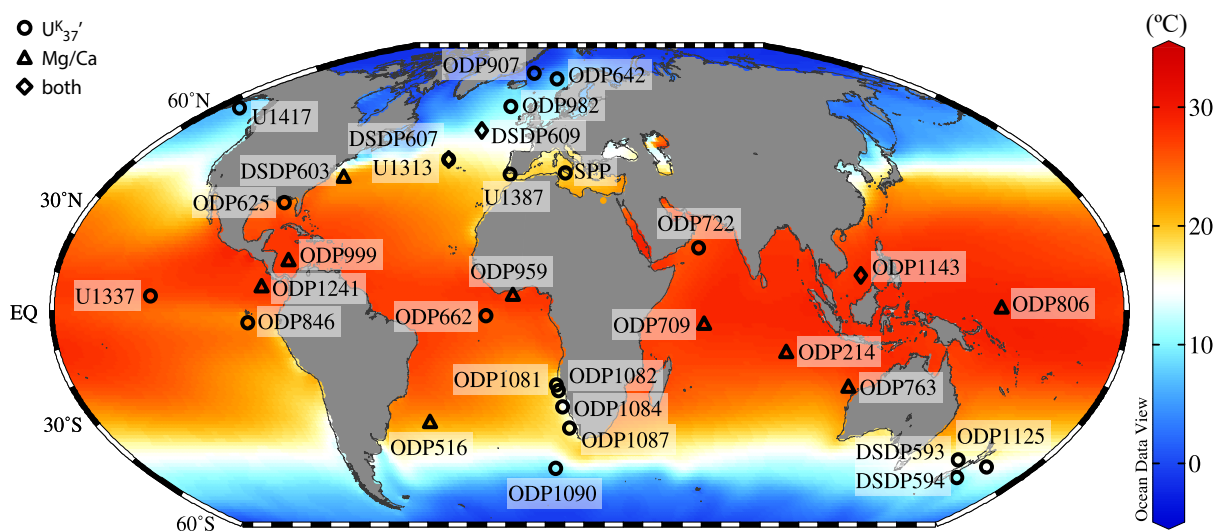 (ºC)
Uᴷ₃₇′
Mg/Ca
both
ODP907
ODP642
60˚N
U1417
ODP982
DSDP607
DSDP609
DSDP603
U1313
SPP
30˚N
ODP625
U1387
ODP722
ODP999
ODP959
ODP1143
U1337
ODP1241
EQ
ODP846
ODP662
ODP709
ODP806
ODP214
ODP1081
ODP1082
ODP763
ODP1084
30˚S
ODP516
ODP1087
ODP1125
DSDP593
ODP1090
DSDP594
60˚S
30
20
10
0
Ocean Data View